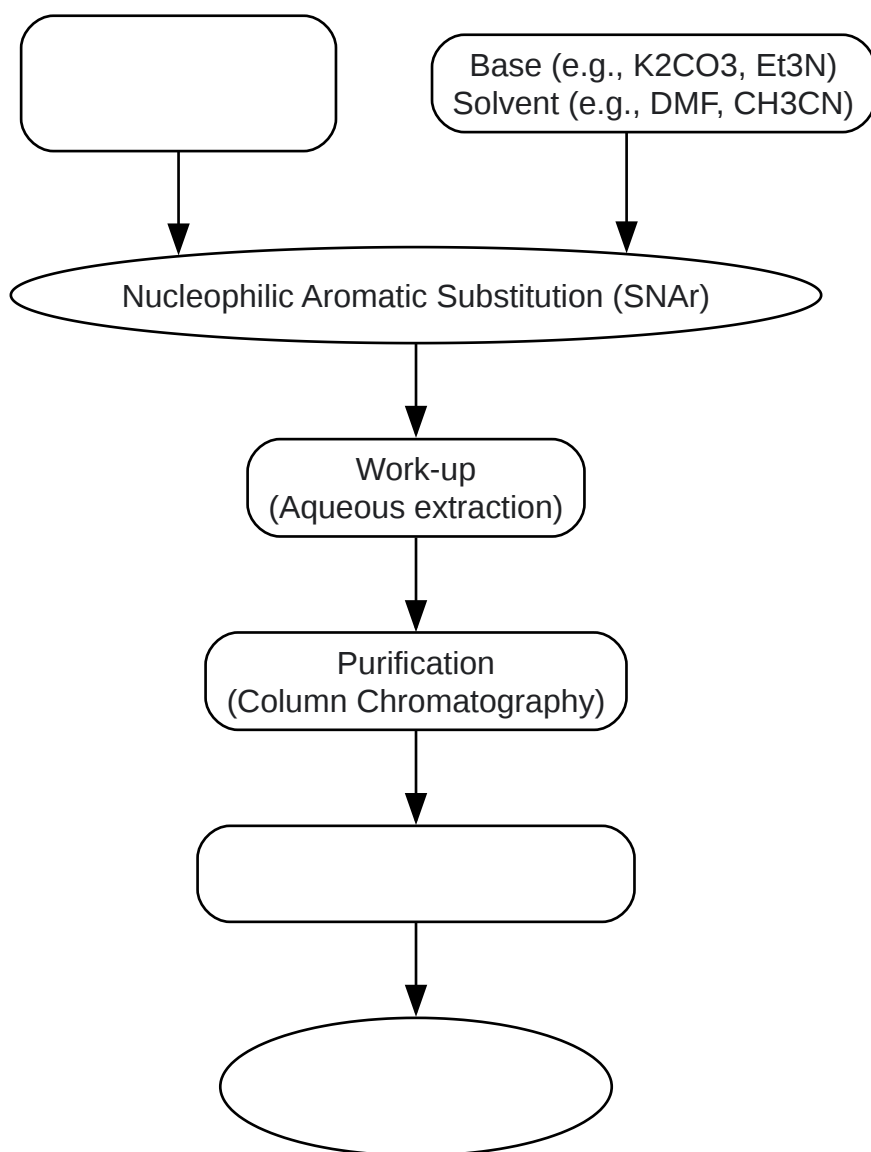 Base (e.g., K2CO3, Et3N)
Solvent (e.g., DMF, CH3CN)
Nucleophilic Aromatic Substitution (SNAr)
Work-up
(Aqueous extraction)
Purification
(Column Chromatography)